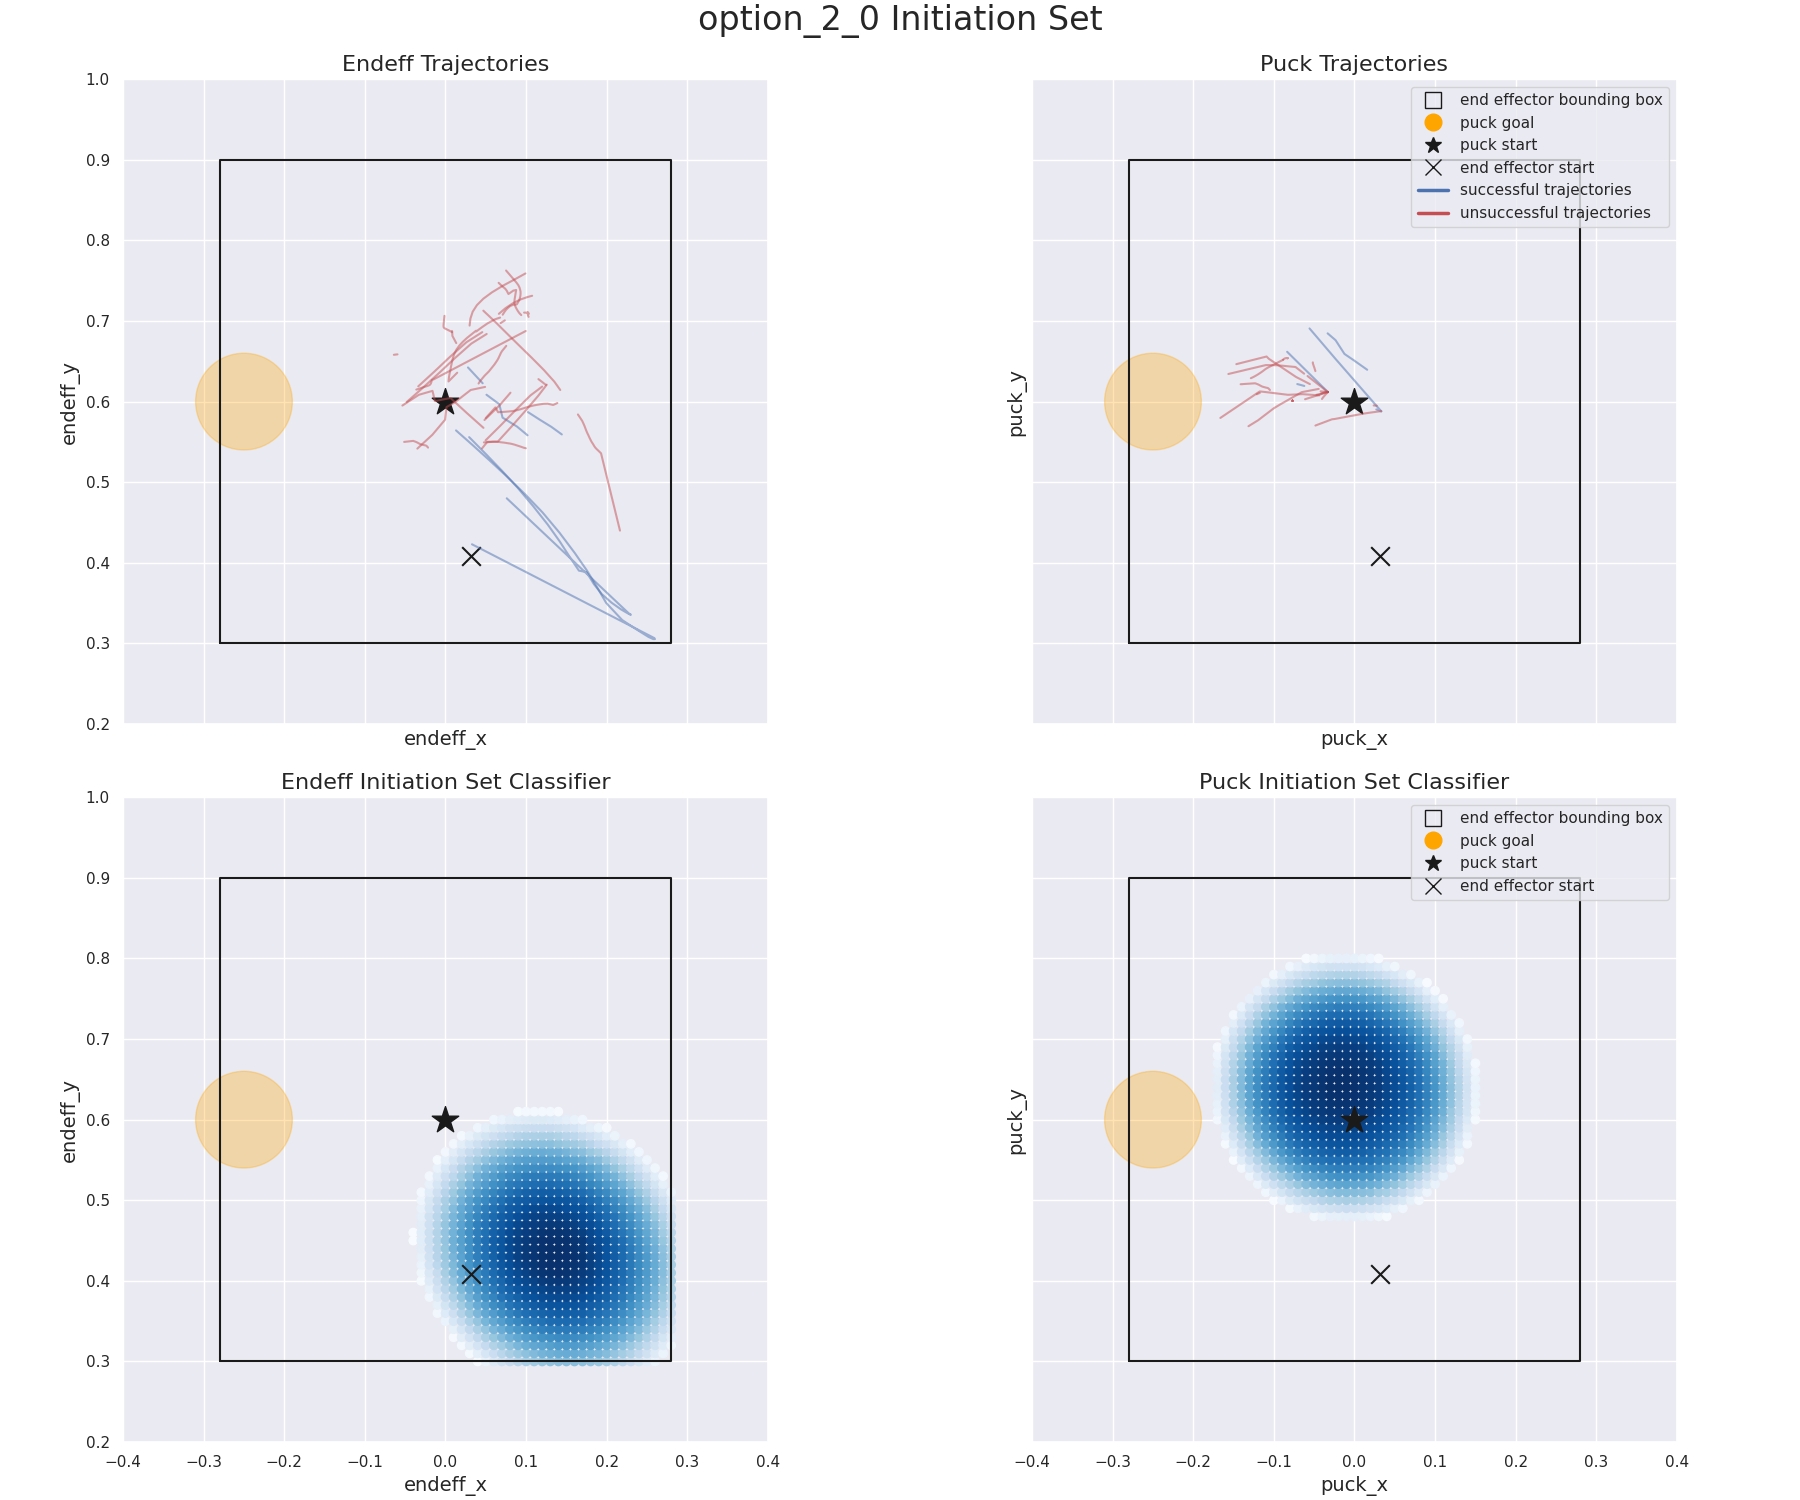 option_2_0 Initiation Set
Endeff Trajectories
1.0
0.9
0.8
0.7
0.6
0.5
0.4
0.3
0.2
endeff_y
endeff_x
Puck Trajectories
end effector bounding box
puck goal
puck start
end effector start
successful trajectories
unsuccessful trajectories
puck_y
puck_x
Endeff Initiation Set Classifier
1.0
0.9
0.8
0.7
0.6
0.5
0.4
0.3
0.2
endeff_y
−0.4 −0.3 −0.2 −0.1 0.0 0.1 0.2 0.3 0.4
endeff_x
Puck Initiation Set Classifier
end effector bounding box
puck goal
puck start
end effector start
puck_y
−0.4 −0.3 −0.2 −0.1 0.0 0.1 0.2 0.3 0.4
puck_x